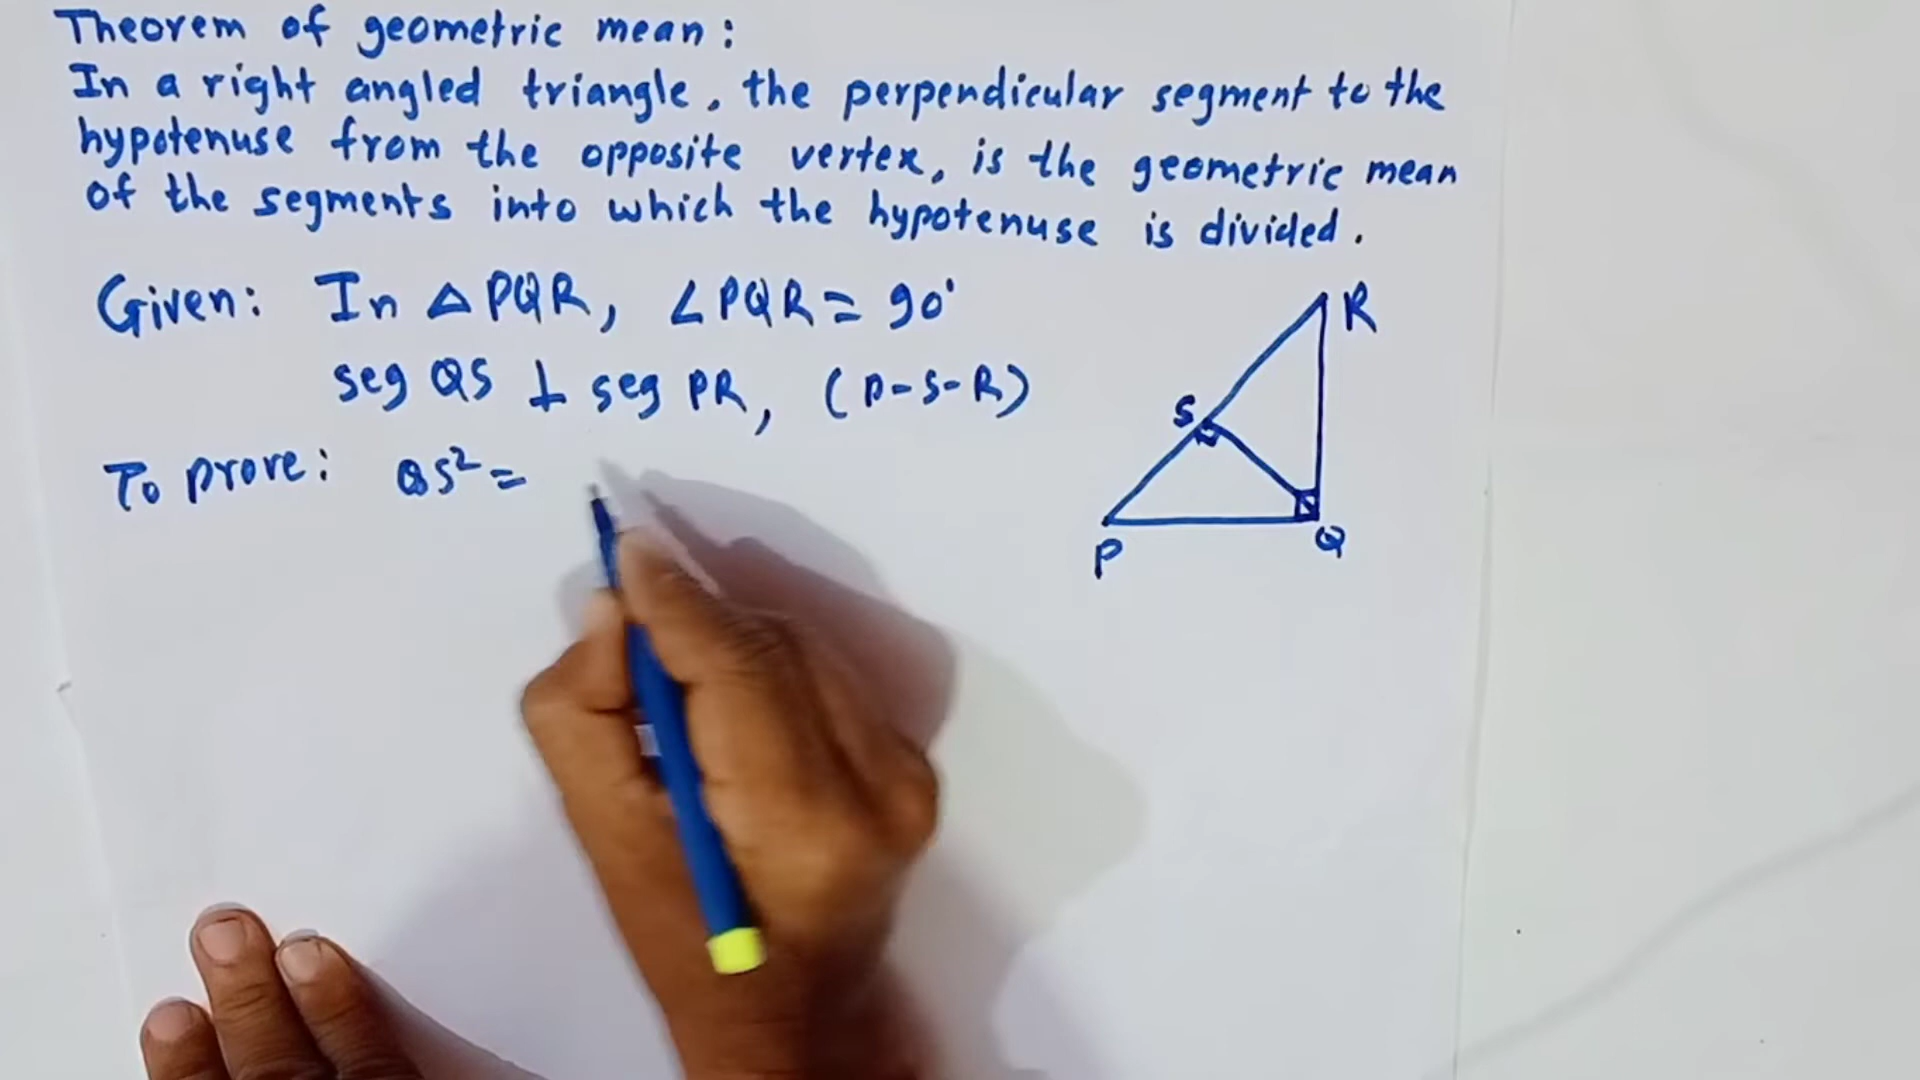 Theorem of geometric mean:
In a right angled triangle, the perpendicular segment to the
hypotenuse from the opposite vertex, is the geometric mean
of the segments into which the hypotenuse is divided.
Given: In △PQR, ∠PQR = 90°
seg QS ⊥ seg PR, (P-S-R)
To prove: QS² =
R
S
P
Q